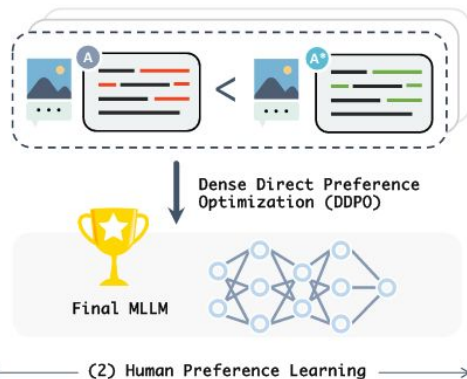 A
<
A*
Dense Direct Preference
Optimization (DDPO)
Final MLLM
(2) Human Preference Learning